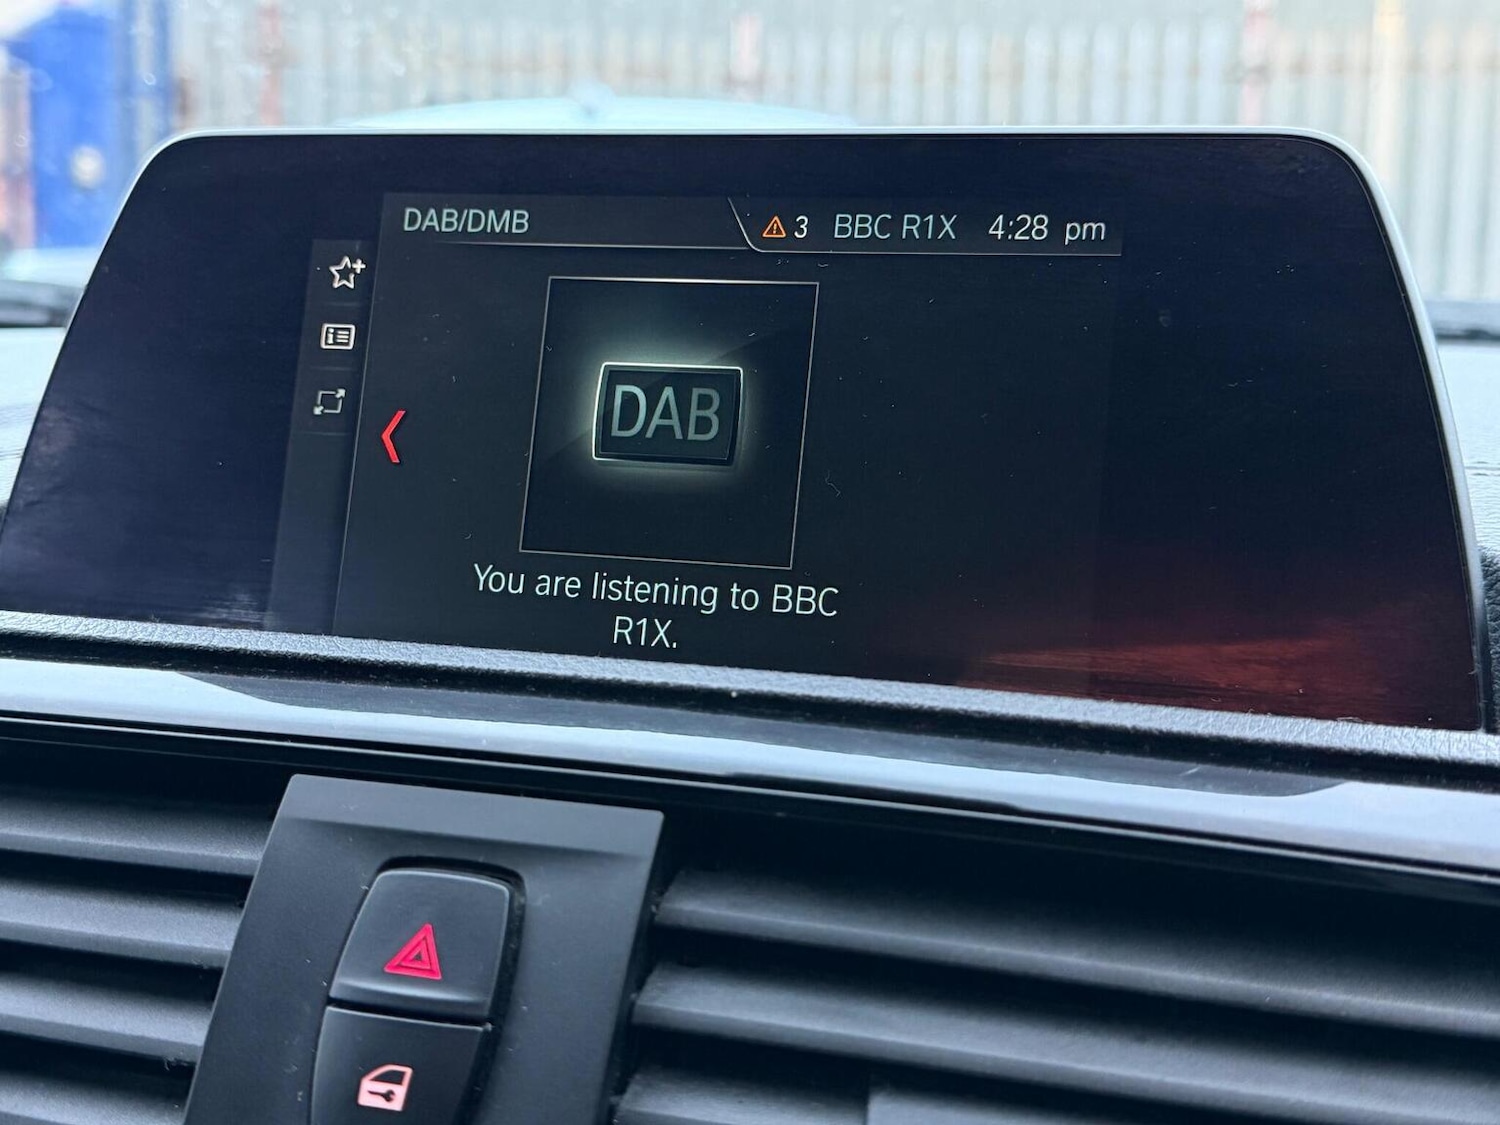 DAB/DMB
3 BBC R1X 4:28 pm
DAB
You are listening to BBC
R1X.